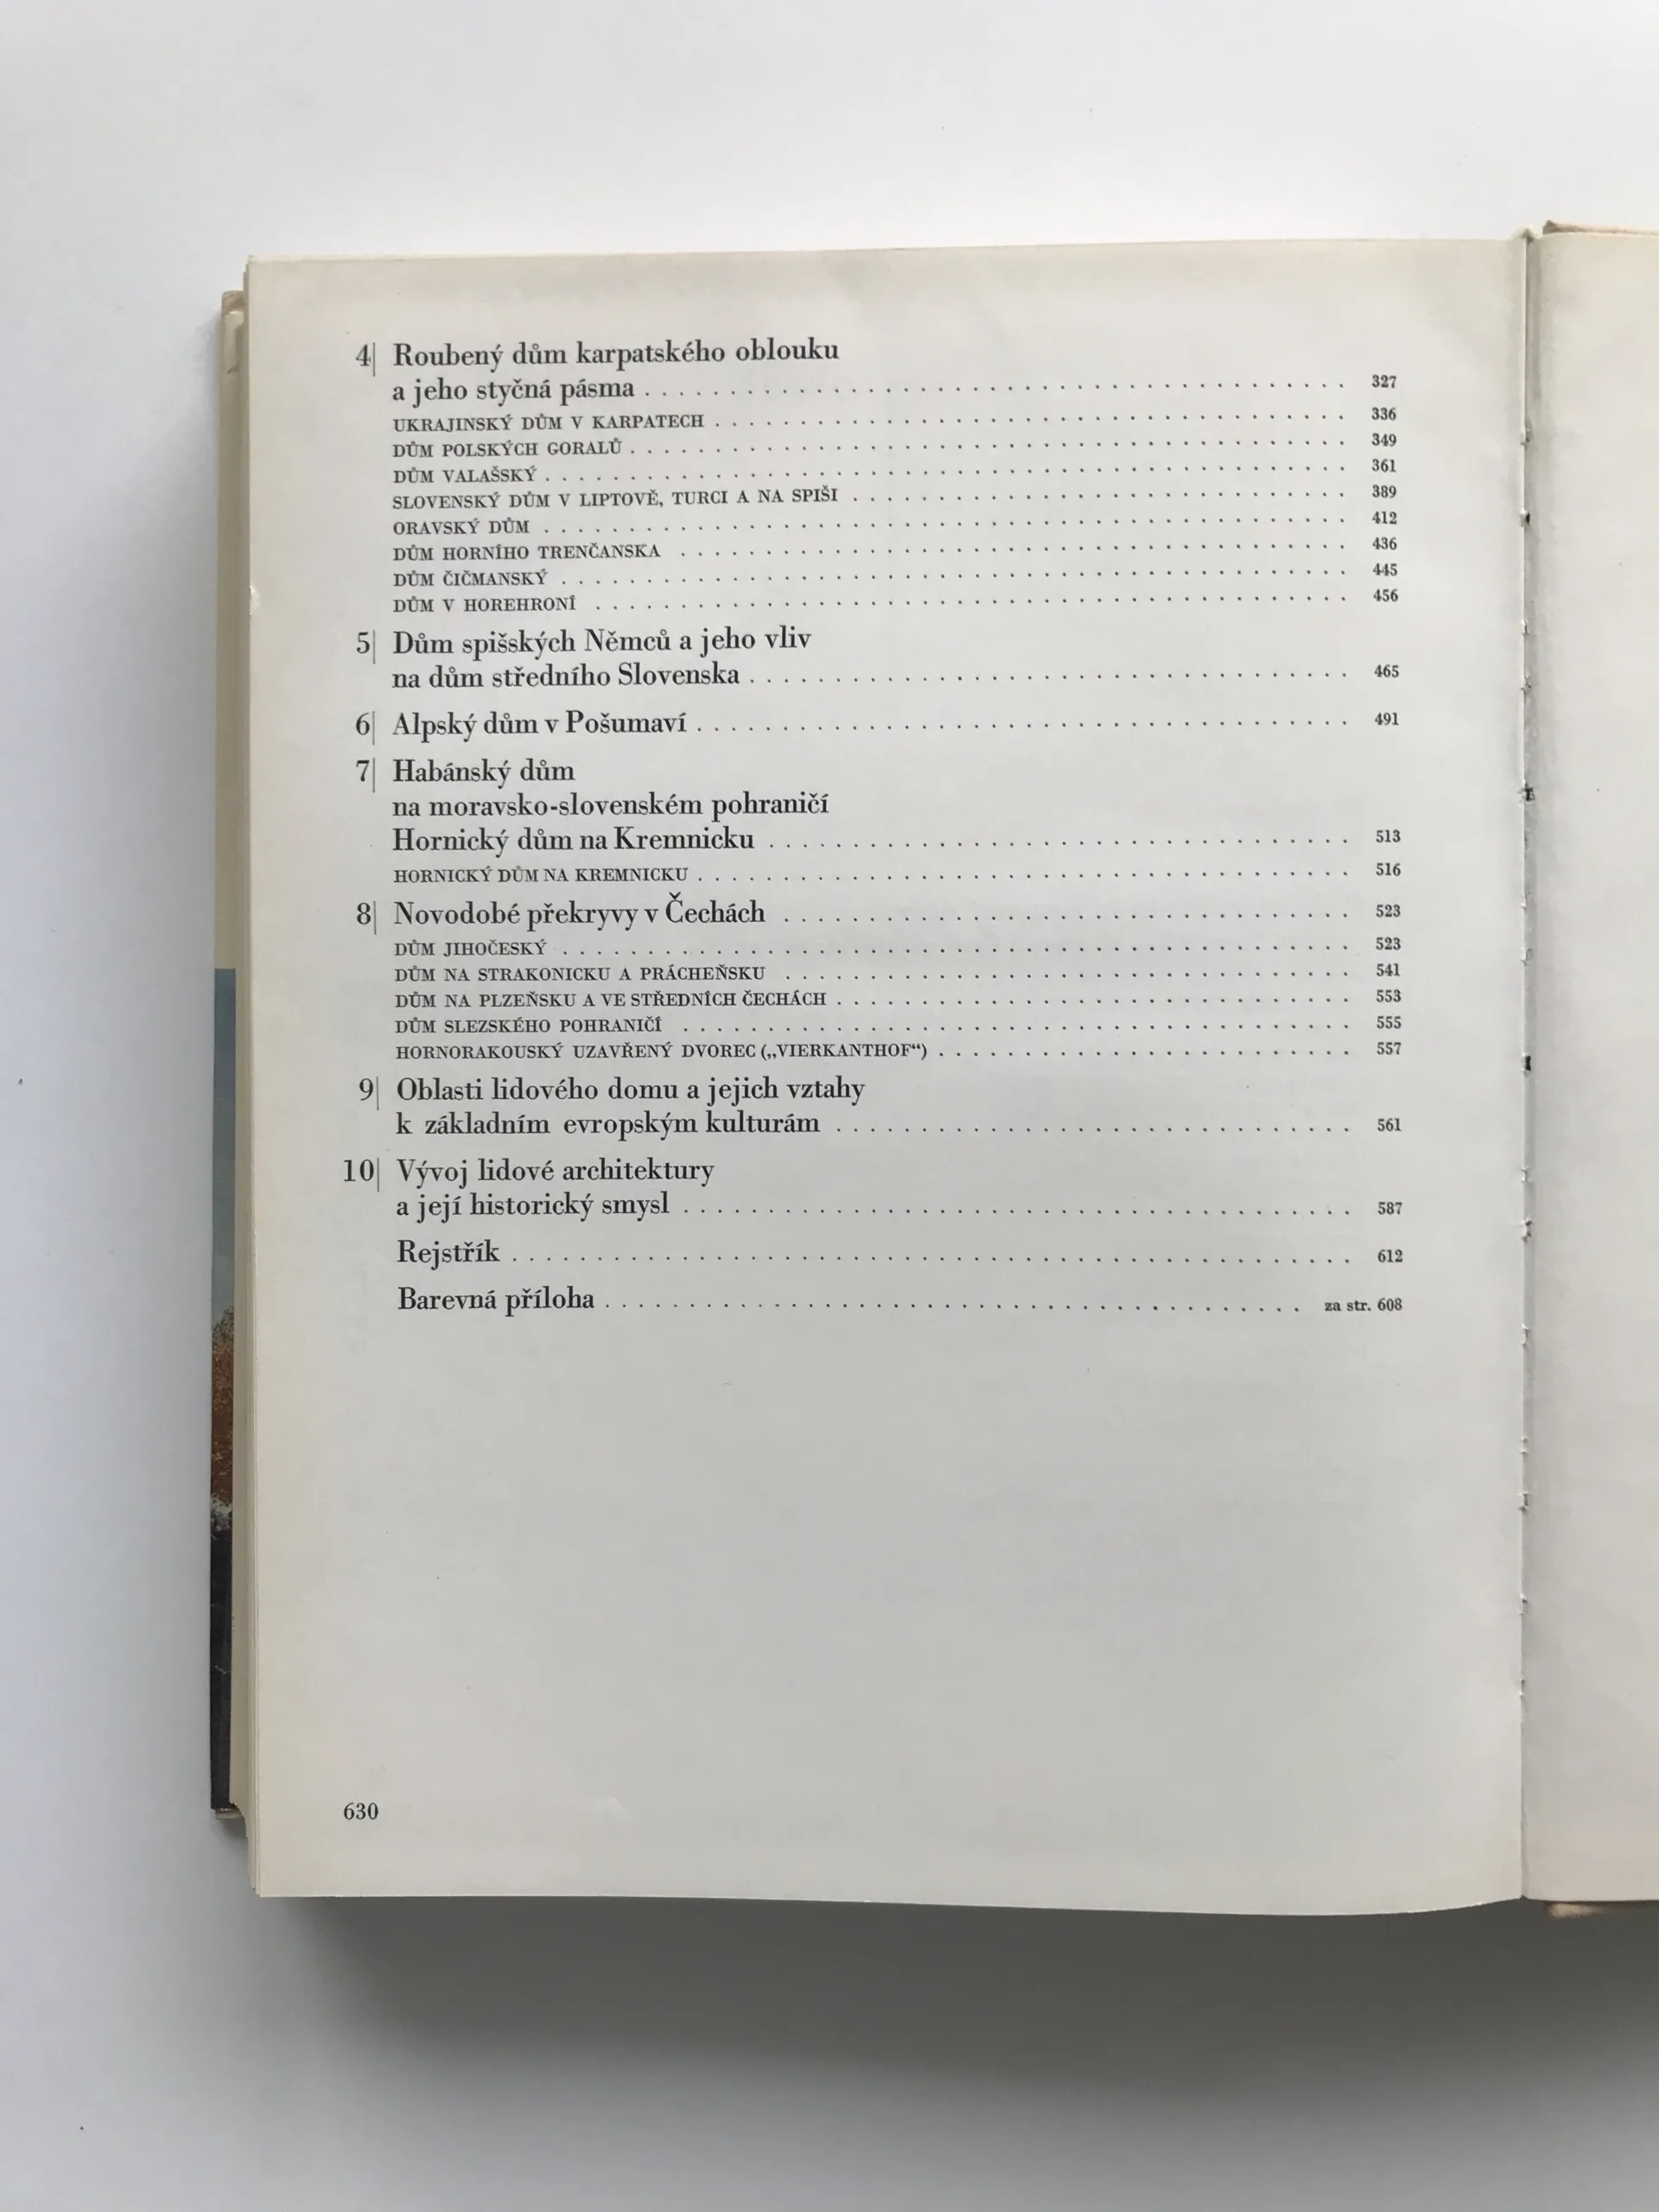 4| Roubený dům karpatského oblouku
a jeho styčná pásma . . . . . . . . . . . . . . . . . . . . 327
UKRAJINSKÝ DŮM V KARPATECH . . . . . . . . . . . . . . . . . . . . 336
DŮM POLSKÝCH GORALŮ . . . . . . . . . . . . . . . . . . . . 349
DŮM VALAŠSKÝ . . . . . . . . . . . . . . . . . . . . 361
SLOVENSKÝ DŮM V LIPTOVĚ, TURCI A NA SPIŠI . . . . . . . . . . . . . . . . . . . . 389
ORAVSKÝ DŮM . . . . . . . . . . . . . . . . . . . . 412
DŮM HORNÍHO TRENČANSKA . . . . . . . . . . . . . . . . . . . . 436
DŮM ČIČMANSKÝ . . . . . . . . . . . . . . . . . . . . 445
DŮM V HOREHRONÍ . . . . . . . . . . . . . . . . . . . . 456
5| Dům spišských Němců a jeho vliv
na dům středního Slovenska . . . . . . . . . . . . . . . . . . . . 465
6| Alpský dům v Pošumaví . . . . . . . . . . . . . . . . . . . . 491
7| Habánský dům
na moravsko-slovenském pohraničí
Hornický dům na Kremnicku . . . . . . . . . . . . . . . . . . . . 513
HORNICKÝ DŮM NA KREMNICKU . . . . . . . . . . . . . . . . . . . . 516
8| Novodobé překryvy v Čechách . . . . . . . . . . . . . . . . . . . . 523
DŮM JIHOČESKÝ . . . . . . . . . . . . . . . . . . . . 523
DŮM NA STRAKONICKU A PRÁCHEŇSKU . . . . . . . . . . . . . . . . . . . . 541
DŮM NA PLZEŇSKU A VE STŘEDNÍCH ČECHÁCH . . . . . . . . . . . . . . . . . . . . 553
DŮM SLEZSKÉHO POHRANIČÍ . . . . . . . . . . . . . . . . . . . . 555
HORNORAKOUSKÝ UZAVŘENÝ DVOREC („VIERKANTHOF“) . . . . . . . . . . . . . . . . . . . . 557
9| Oblasti lidového domu a jejich vztahy
k základním evropským kulturám . . . . . . . . . . . . . . . . . . . . 561
10| Vývoj lidové architektury
a její historický smysl . . . . . . . . . . . . . . . . . . . . 587
Rejstřík . . . . . . . . . . . . . . . . . . . . 612
Barevná příloha . . . . . . . . . . . . . . . . . . . . za str. 608
630